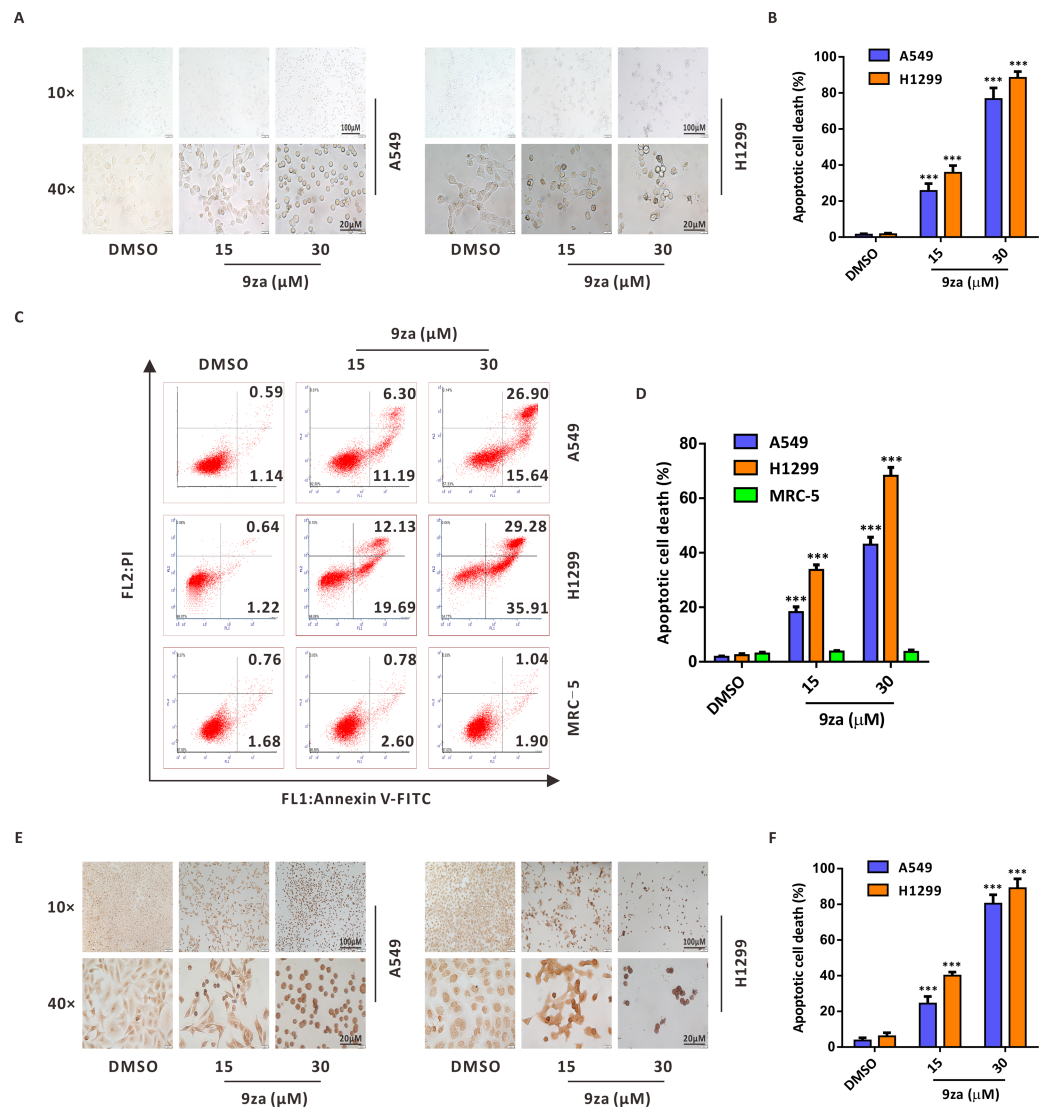 A
10×
40×
100μM
20μM
A549
DMSO
15
30
9za (μM)
100μM
20μM
H1299
DMSO
15
30
9za (μM)
B
Apoptotic cell death (%)
100
80
60
40
20
0
A549
H1299
***
***
***
***
DMSO
15
30
9za (μM)
C
9za (μM)
DMSO
15
30
FL2:PI
0.59
1.14
6.30
11.19
26.90
15.64
A549
0.64
1.22
12.13
19.69
29.28
35.91
H1299
0.76
1.68
0.78
2.60
1.04
1.90
MRC-5
FL1:Annexin V-FITC
D
Apoptotic cell death (%)
80
60
40
20
0
A549
H1299
MRC-5
***
***
***
***
DMSO
15
30
9za (μM)
E
10×
40×
100μM
20μM
A549
DMSO
15
30
9za (μM)
100μM
20μM
H1299
DMSO
15
30
9za (μM)
F
Apoptotic cell death (%)
100
80
60
40
20
0
A549
H1299
***
***
***
***
DMSO
15
30
9za (μM)